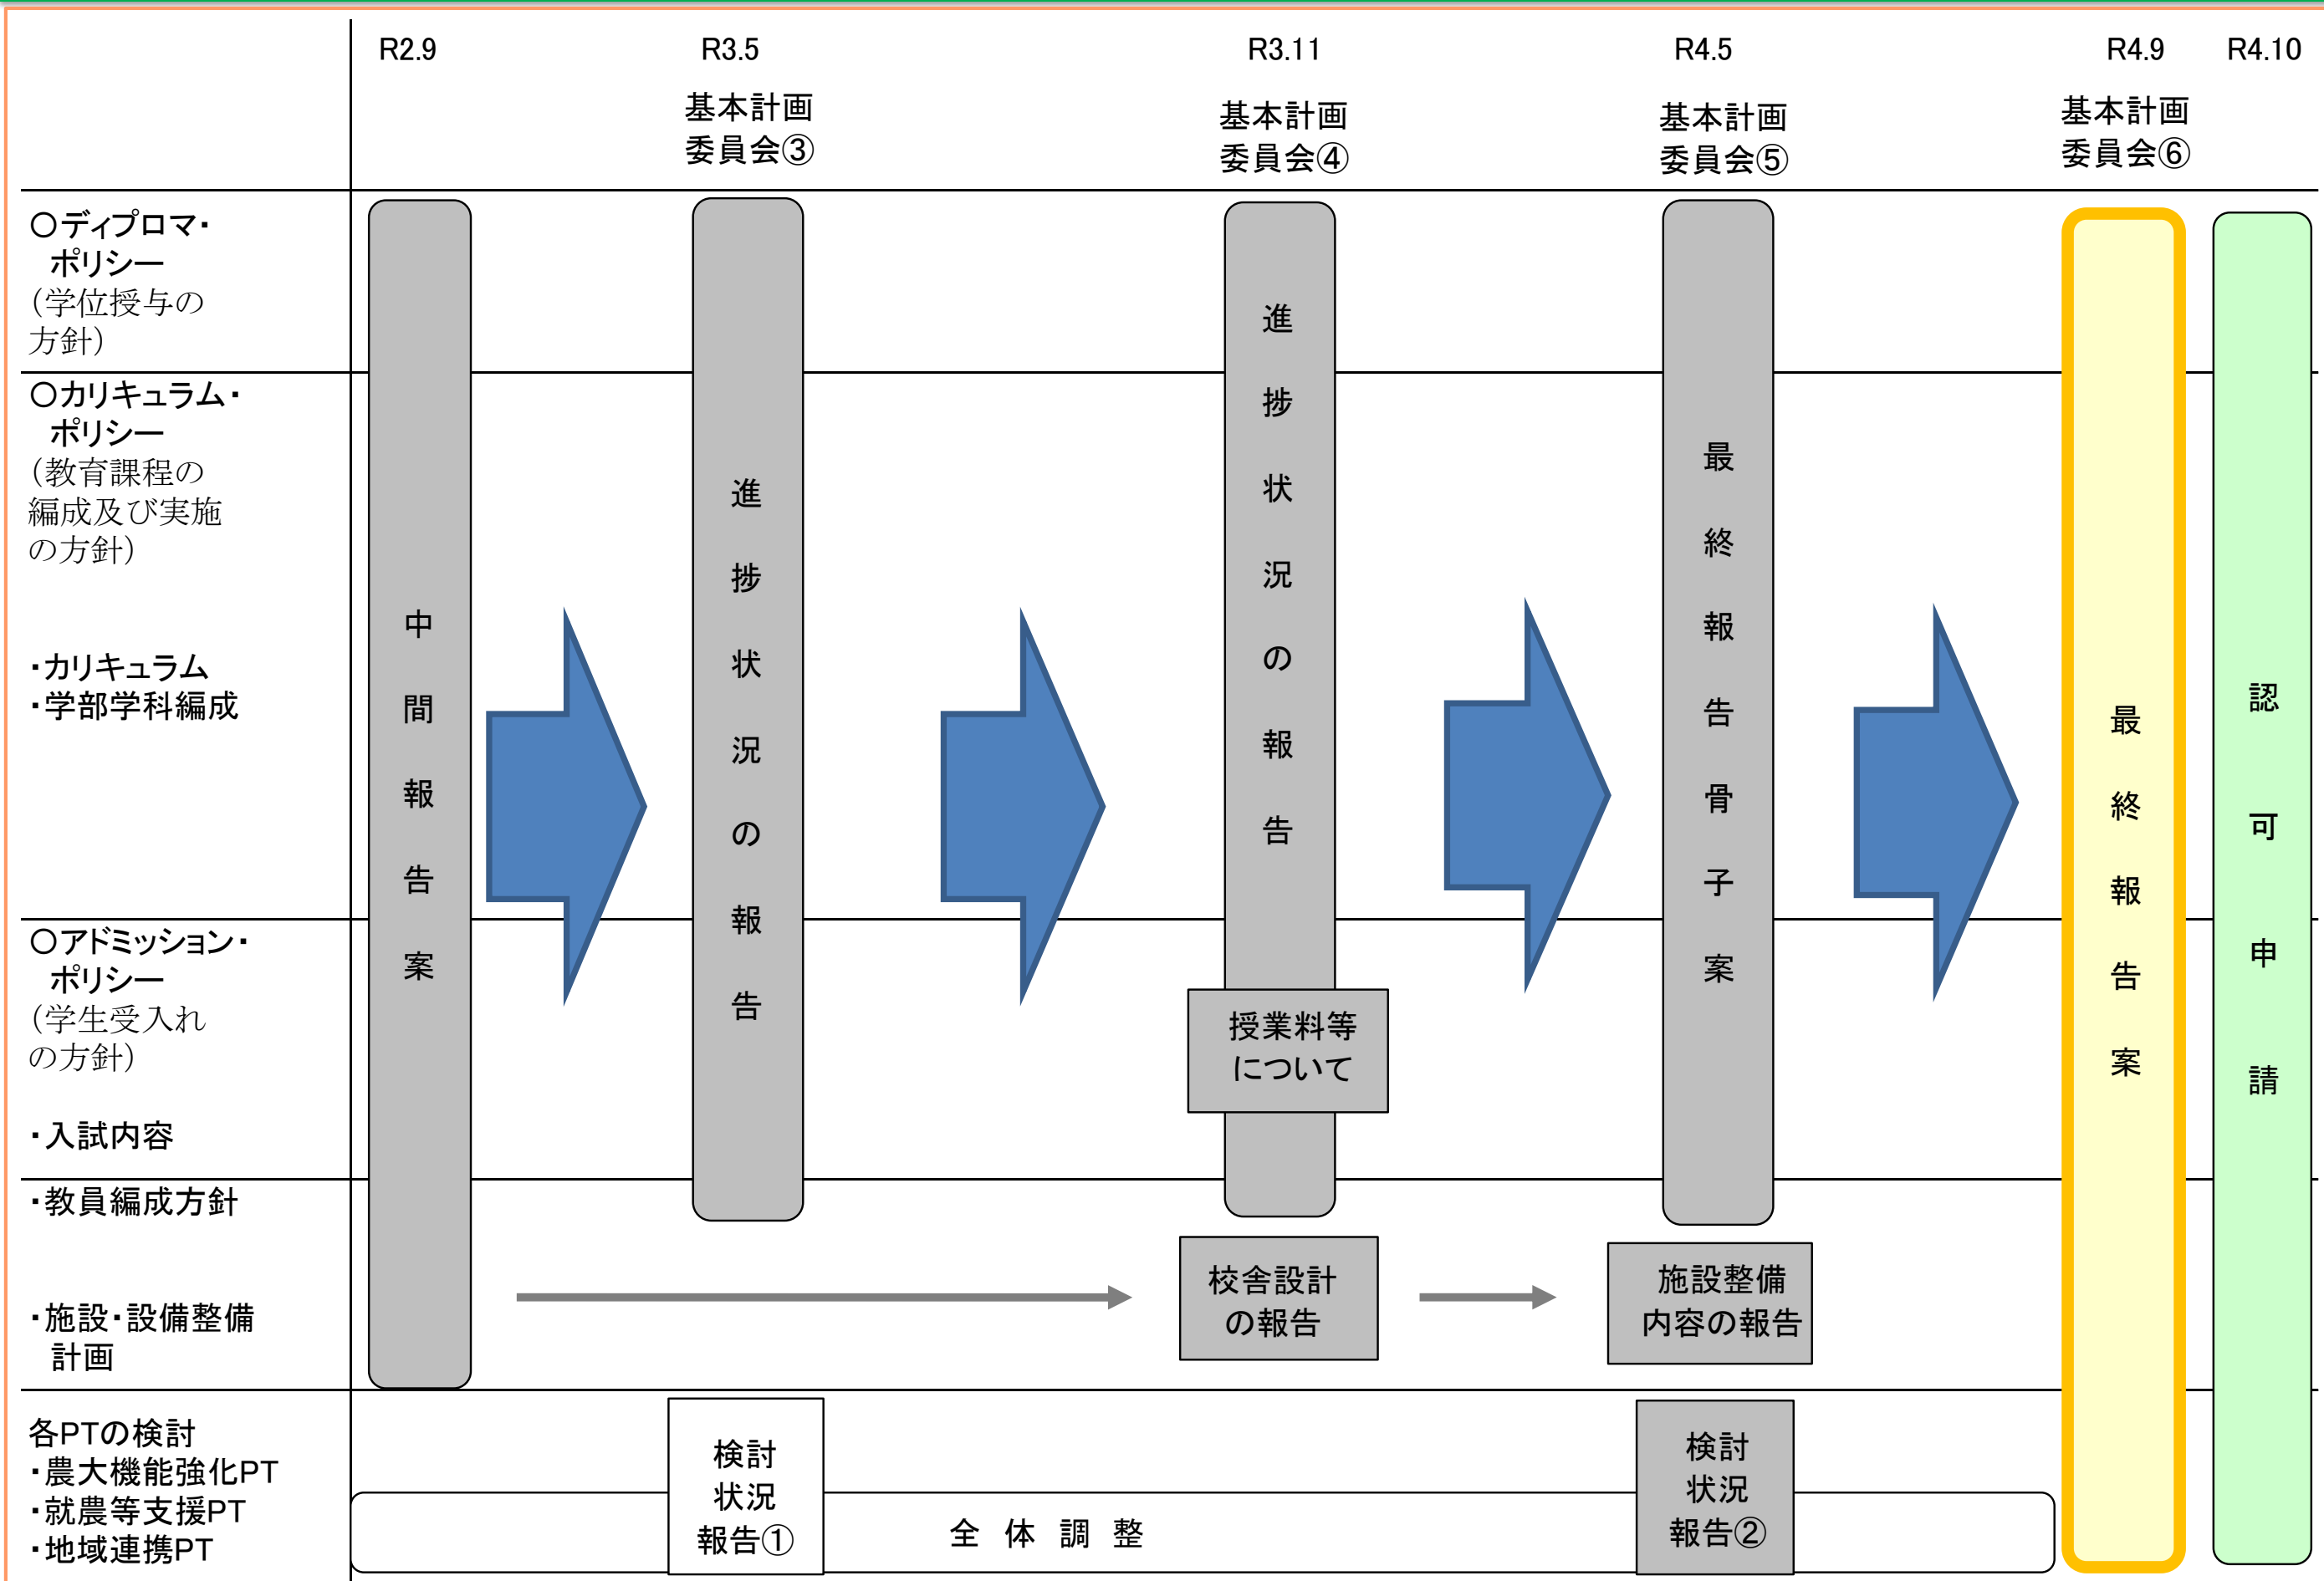 R2.9
R3.5
R3.11
R4.5
R4.9
R4.10
基本計画
委員会③
基本計画
委員会④
基本計画
委員会⑤
基本計画
委員会⑥
○ディプロマ・
ポリシー
（学位授与の
方針）
○カリキュラム・
ポリシー
（教育課程の
編成及び実施
の方針）
・カリキュラム
・学部学科編成
○アドミッション・
ポリシー
（学生受入れ
の方針）
・入試内容
・教員編成方針
・施設・設備整備
計画
各PTの検討
・農大機能強化PT
・就農等支援PT
・地域連携PT
中間報告案
進捗状況の報告
進捗状況の報告
授業料等
について
校舎設計
の報告
最終報告骨子案
施設整備
内容の報告
最終報告案
認可申請
検討
状況
報告①
全体調整
検討
状況
報告②